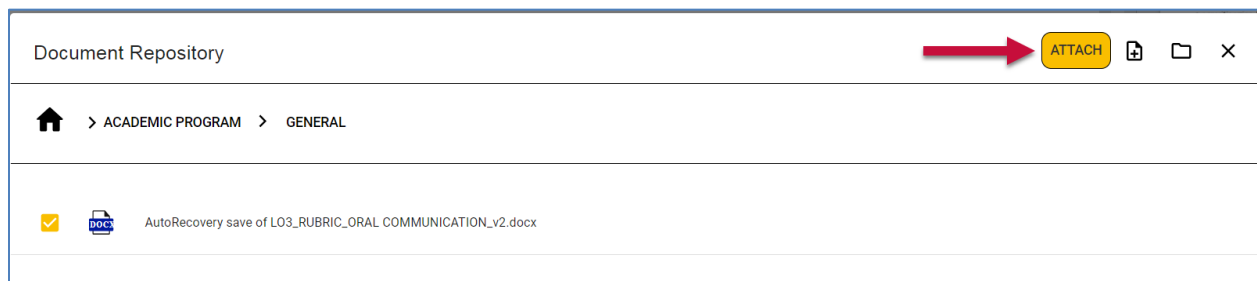 Document Repository
ATTACH
> ACADEMIC PROGRAM > GENERAL
DOCX
AutoRecovery save of LO3_RUBRIC_ORAL COMMUNICATION_v2.docx